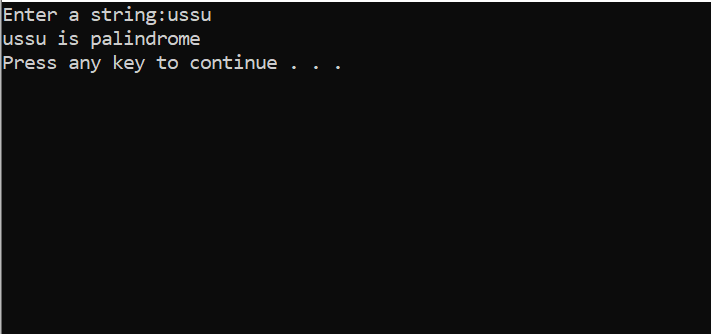 Enter a string:ussu
ussu is palindrome
Press any key to continue . . .